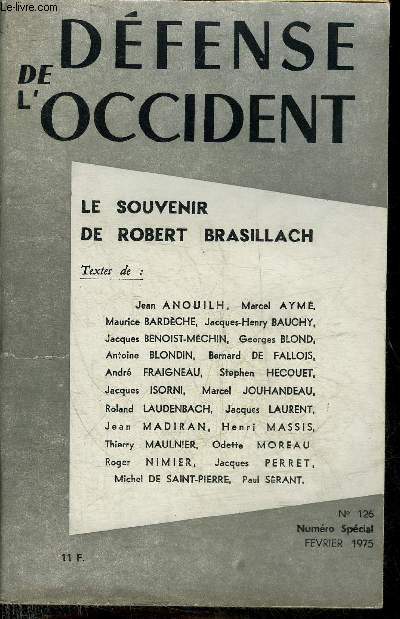 Le-livre.com
DÉFENSE
DE
L'OCCIDENT
LE SOUVENIR
DE ROBERT BRASILLACH
Textes de :
Jean ANOUILH, Marcel AYMÉ,
Maurice BARDÈCHE, Jacques-Henry BAUCHY,
Jacques BENOIST-MÉCHIN, Georges BLOND,
Antoine BLONDIN, Bernard DE FALLOIS,
André FRAIGNEAU, Stephen HECQUET,
Jacques ISORNI, Marcel JOUHANDEAU,
Roland LAUDENBACH, Jacques LAURENT,
Jean MADIRAN, Henri MASSIS,
Thierry MAULNIER, Odette MOREAU
Roger NIMIER, Jacques PERRET,
Michel DE SAINT-PIERRE, Paul SÉRANT.
N° 126
Numéro Spécial
FEVRIER 1975
11 F.